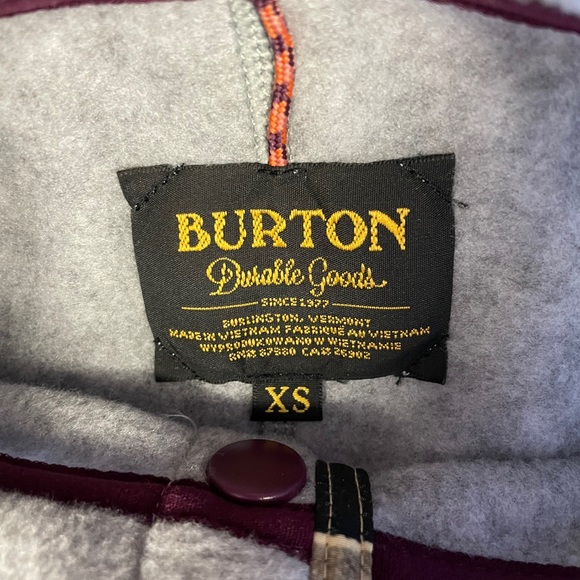 BURTON
Durable Goods
SINCE 1977
BURLINGTON, VERMONT
MADE IN VIETNAM FABRIQUÉ AU VIETNAM
WYPRODUKOWANO W WIETNAMIE
RN# 87580 CA# 26902
XS